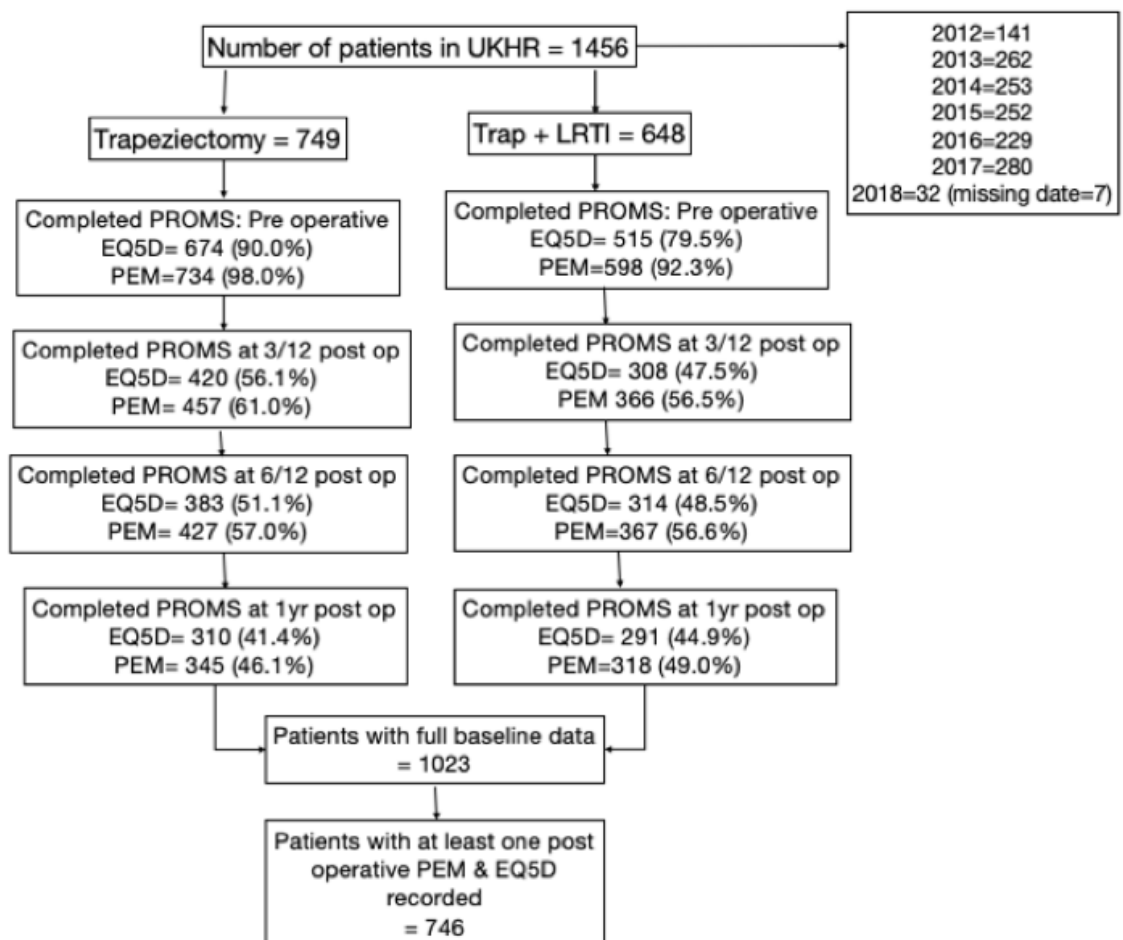 Number of patients in UKHR = 1456
2012=141
2013=262
2014=253
2015=252
2016=229
2017=280
2018=32 (missing date=7)
Trapeziectomy = 749
Trap + LRTI = 648
Completed PROMS: Pre operative
EQ5D= 674 (90.0%)
PEM=734 (98.0%)
Completed PROMS: Pre operative
EQ5D= 515 (79.5%)
PEM=598 (92.3%)
Completed PROMS at 3/12 post op
EQ5D= 420 (56.1%)
PEM= 457 (61.0%)
Completed PROMS at 3/12 post op
EQ5D= 308 (47.5%)
PEM 366 (56.5%)
Completed PROMS at 6/12 post op
EQ5D= 383 (51.1%)
PEM= 427 (57.0%)
Completed PROMS at 6/12 post op
EQ5D= 314 (48.5%)
PEM=367 (56.6%)
Completed PROMS at 1yr post op
EQ5D= 310 (41.4%)
PEM= 345 (46.1%)
Completed PROMS at 1yr post op
EQ5D= 291 (44.9%)
PEM=318 (49.0%)
Patients with full baseline data
= 1023
Patients with at least one post
operative PEM & EQ5D
recorded
= 746